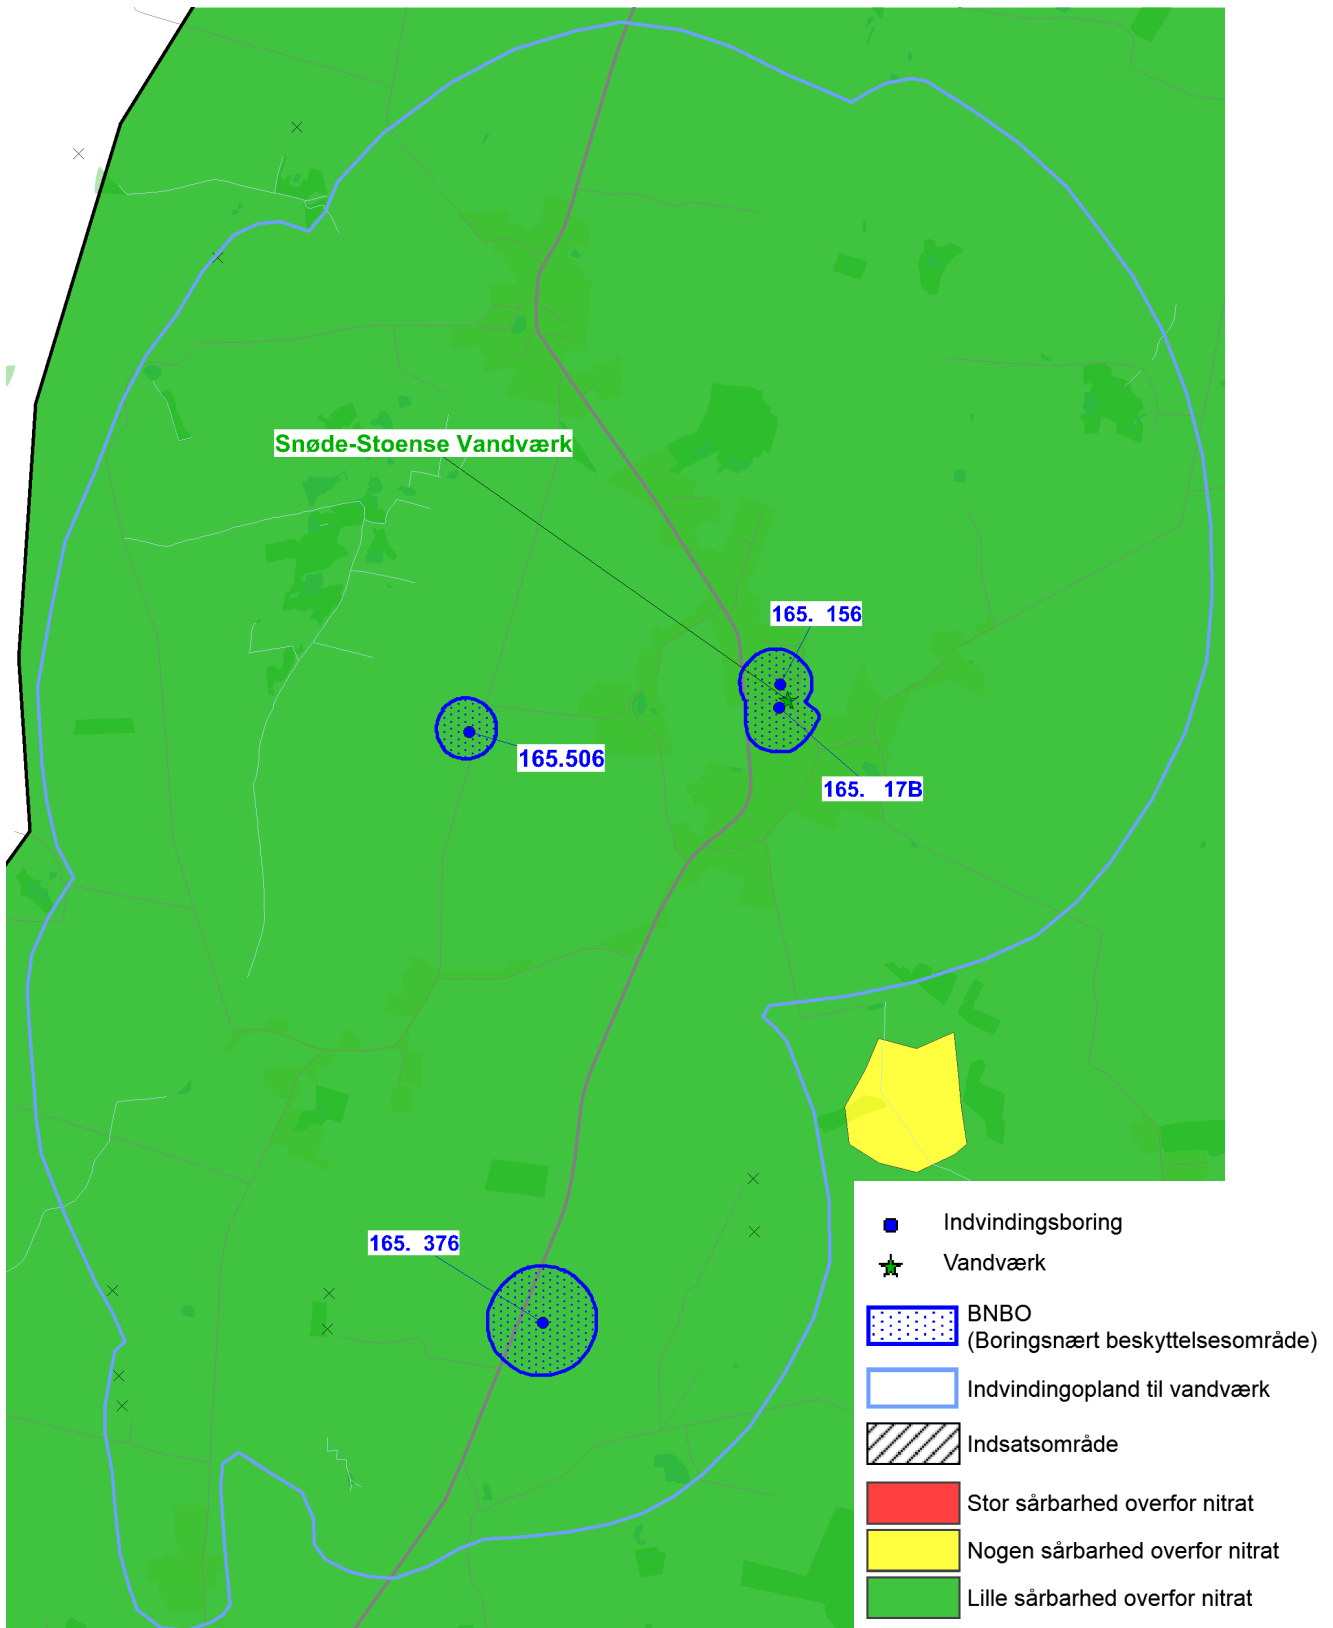 Snøde-Stoense Vandværk
165. 156
165.506
165. 17B
165. 376
Indvindingsboring
Vandværk
BNBO
(Boringsnært beskyttelsesområde)
Indvindingopland til vandværk
Indsatsområde
Stor sårbarhed overfor nitrat
Nogen sårbarhed overfor nitrat
Lille sårbarhed overfor nitrat